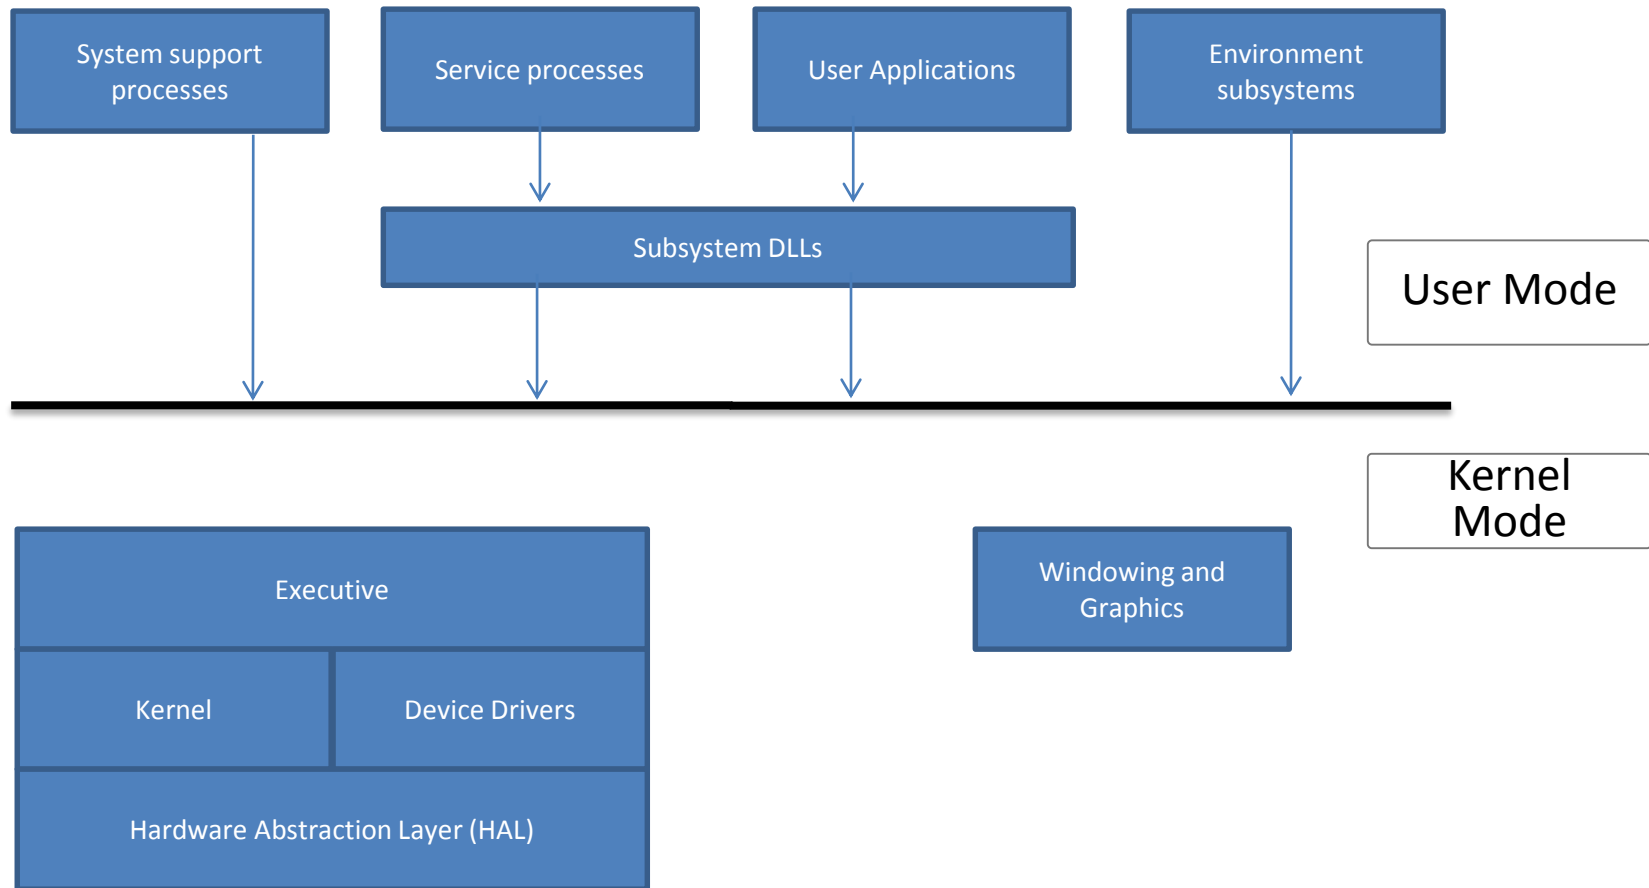 System support
processes
Service processes
User Applications
Environment
subsystems
Subsystem DLLs
User Mode
Kernel
Mode
Executive
Windowing and
Graphics
Kernel
Device Drivers
Hardware Abstraction Layer (HAL)